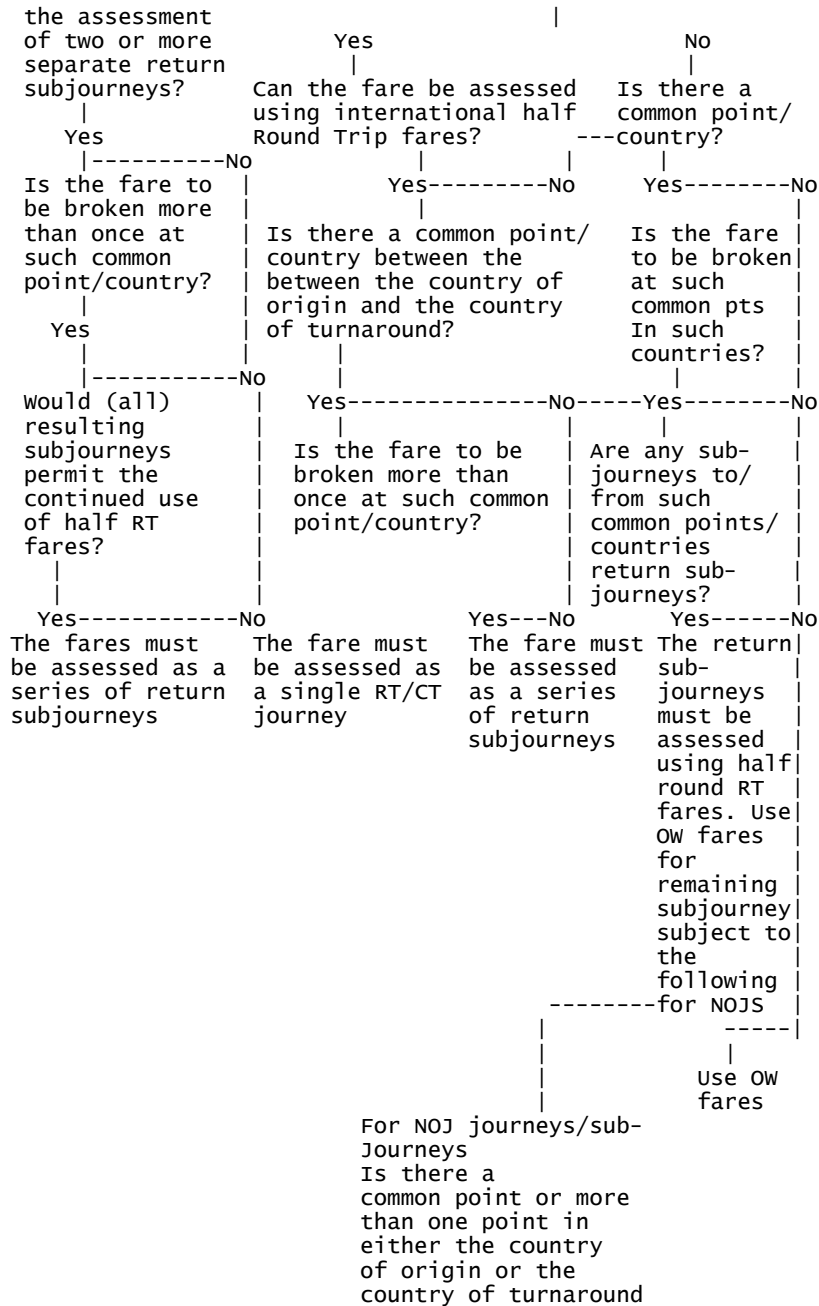 the assessment                                      |
of two or more            Yes                              No
separate return            |                               |
subjourneys?     Can the fare be assessed    Is there a
     |           using international half    common point/
    Yes          Round Trip fares?       ---country?
     |----------No               |             |        |
Is the fare to  |             Yes---------No       Yes--------No
be broken more  |                |                            |
than once at    | Is there a common point/    Is the fare |
such common     | country between the         to be broken|
point/country?  | between the country of      at such     |
     |          | origin and the country      common pts  |
   Yes          | of turnaround?              In such     |
     |          |        |                    countries?  |
     |-----------No      |                        |       |
Would (all)      |    Yes---------------No-----Yes--------No
resulting        |     |                  |      |         |
subjourneys      |  Is the fare to be     | Are any sub-   |
permit the       |  broken more than      | journeys to/   |
continued use    |  once at such common | from such      |
of half RT       |  point/country?        | common points/ |
fares?           |                        | countries      |
  |              |                        | return sub-    |
  |              |                        | journeys?      |
 Yes------------No                Yes---No       Yes------No
The fares must    The fare must    The fare must The return|
be assessed as a  be assessed as   be assessed   sub-      |
series of return  a single RT/CT   as a series   journeys  |
subjourneys       journey          of return     must be   |
                                   subjourneys   assessed  |
                                                 using half|
                                                 round RT  |
                                                 fares. Use|
                                                 OW fares  |
                                                 for       |
                                                 remaining |
                                                 subjourney|
                                                 subject to|
                                                 the       |
                                                 following |
                                         --------for NOJS  |
                                        |             -----|
                                        |             |
                                        |           Use OW
                                        |           fares
                           For NOJ journeys/sub-
                           Journeys
                           Is there a
                           common point or more
                           than one point in
                           either the country
                           of origin or the
                           country of turnaround